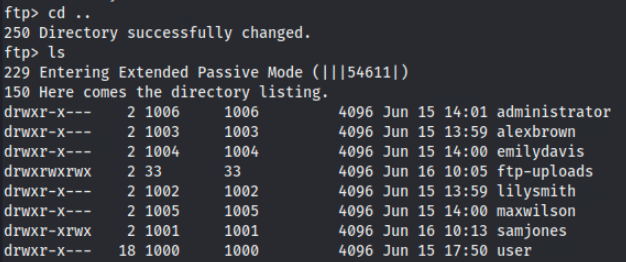 ftp> cd ..
250 Directory successfully changed.
ftp> ls
229 Entering Extended Passive Mode (|||54611|)
150 Here comes the directory listing.
drwxr-x---    2 1006     1006         4096 Jun 15 14:01 administrator
drwxr-x---    2 1003     1003         4096 Jun 15 13:59 alexbrown
drwxr-x---    2 1004     1004         4096 Jun 15 14:00 emilydavis
drwxrwxrwx    2 33       33           4096 Jun 16 10:05 ftp-uploads
drwxr-x---    2 1002     1002         4096 Jun 15 13:59 lilysmith
drwxr-x---    2 1005     1005         4096 Jun 15 14:00 maxwilson
drwxr-xrwx    2 1001     1001         4096 Jun 16 10:13 samjones
drwxr-x---   18 1000     1000         4096 Jun 15 17:50 user